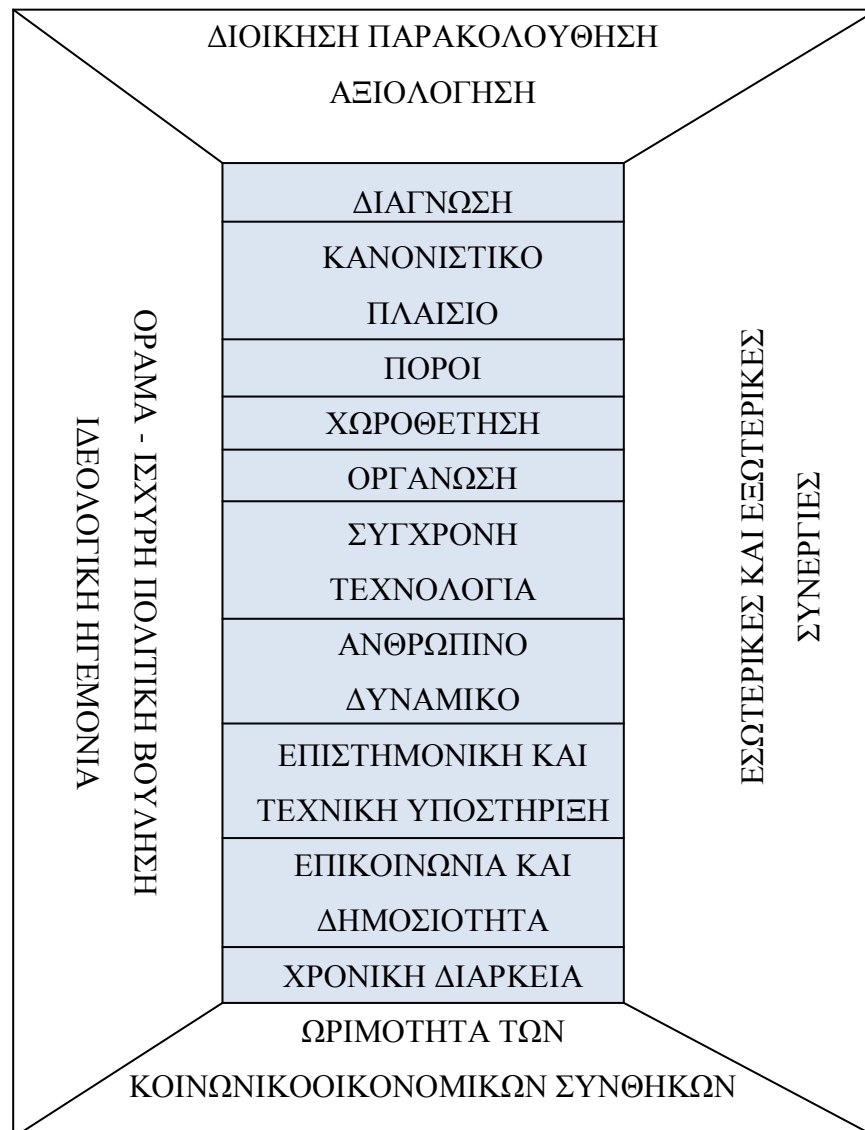 ΔΙΟΙΚΗΣΗ ΠΑΡΑΚΟΛΟΥΘΗΣΗ
ΑΞΙΟΛΟΓΗΣΗ
ΟΡΑΜΑ - ΙΣΧΥΡΗ ΠΟΛΙΤΙΚΗ ΒΟΥΛΗΣΗ
ΙΔΕΟΛΟΓΙΚΗ ΗΓΕΜΟΝΙΑ
ΔΙΑΓΝΩΣΗ
ΚΑΝΟΝΙΣΤΙΚΟ
ΠΛΑΙΣΙΟ
ΠΟΡΟΙ
ΧΩΡΟΘΕΤΗΣΗ
ΟΡΓΑΝΩΣΗ
ΣΥΓΧΡΟΝΗ
ΤΕΧΝΟΛΟΓΙΑ
ΑΝΘΡΩΠΙΝΟ
ΔΥΝΑΜΙΚΟ
ΕΠΙΣΤΗΜΟΝΙΚΗ ΚΑΙ
ΤΕΧΝΙΚΗ ΥΠΟΣΤΗΡΙΞΗ
ΕΠΙΚΟΙΝΩΝΙΑ ΚΑΙ
ΔΗΜΟΣΙΟΤΗΤΑ
ΧΡΟΝΙΚΗ ΔΙΑΡΚΕΙΑ
ΕΣΩΤΕΡΙΚΕΣ ΚΑΙ ΕΞΩΤΕΡΙΚΕΣ
ΣΥΝΕΡΓΙΕΣ
ΩΡΙΜΟΤΗΤΑ ΤΩΝ
ΚΟΙΝΩΝΙΚΟΟΙΚΟΝΟΜΙΚΩΝ ΣΥΝΘΗΚΩΝ